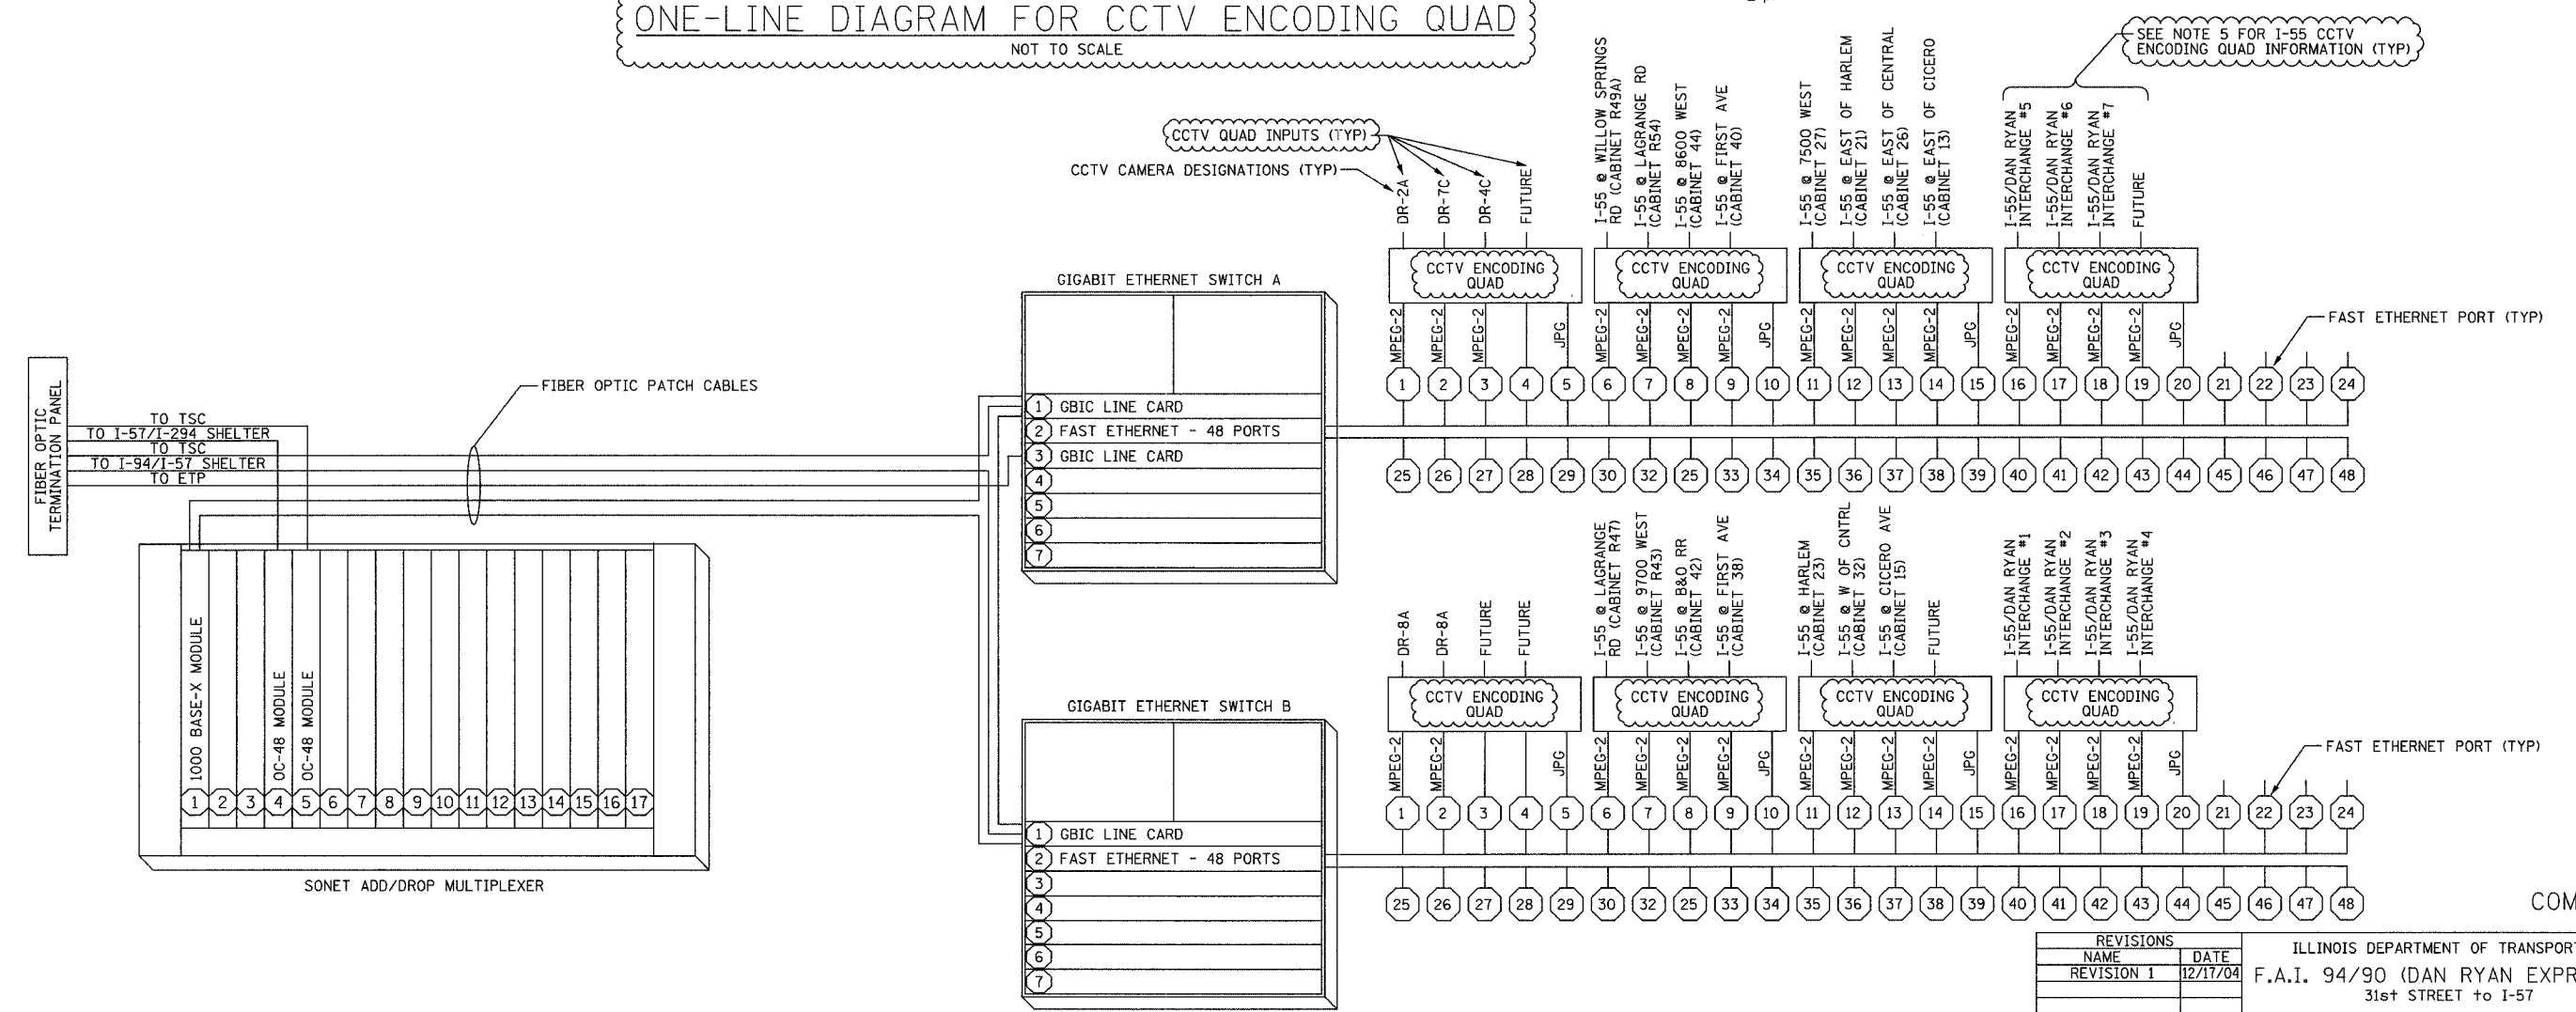 ONE-LINE DIAGRAM FOR CCTV ENCODING QUAD
NOT TO SCALE
SEE NOTE 5 FOR I-55 CCTV
ENCODING QUAD INFORMATION (TYP)
CCTV QUAD INPUTS (TYP)
CCTV CAMERA DESIGNATIONS (TYP)
DR-2A
DR-7C
DR-4C
FUTURE
I-55 @ WILLOW SPRINGS
RD (CABINET R49A)
I-55 @ LAGRANGE RD
(CABINET R54)
I-55 @ 8600 WEST
(CABINET 44)
I-55 @ FIRST AVE
(CABINET 40)
I-55 @ 7500 WEST
(CABINET 27)
I-55 @ EAST OF HARLEM
(CABINET 21)
I-55 @ EAST OF CENTRAL
(CABINET 26)
I-55 @ EAST OF CICERO
(CABINET 13)
I-55/DAN RYAN
INTERCHANGE #5
I-55/DAN RYAN
INTERCHANGE #6
I-55/DAN RYAN
INTERCHANGE #7
FUTURE
CCTV ENCODING
QUAD
CCTV ENCODING
QUAD
CCTV ENCODING
QUAD
CCTV ENCODING
QUAD
MPEG-2 MPEG-2 MPEG-2 JPG MPEG-2 MPEG-2 MPEG-2 MPEG-2 JPG MPEG-2 MPEG-2 MPEG-2 MPEG-2 JPG MPEG-2 MPEG-2 MPEG-2 MPEG-2 JPG
FAST ETHERNET PORT (TYP)
1 2 3 4 5 6 7 8 9 10 11 12 13 14 15 16 17 18 19 20 21 22 23 24
25 26 27 28 29 30 32 25 33 34 35 36 37 38 39 40 41 42 43 44 45 46 47 48
GIGABIT ETHERNET SWITCH A
1 GBIC LINE CARD
2 FAST ETHERNET - 48 PORTS
3 GBIC LINE CARD
4
5
6
7
FIBER OPTIC
TERMINATION PANEL
FIBER OPTIC PATCH CABLES
TO TSC
TO I-57/I-294 SHELTER
TO TSC
TO I-94/I-57 SHELTER
TO ETP
1000 BASE-X MODULE
OC-48 MODULE
OC-48 MODULE
1 2 3 4 5 6 7 8 9 10 11 12 13 14 15 16 17
SONET ADD/DROP MULTIPLEXER
DR-8A
DR-8A
FUTURE
FUTURE
I-55 @ LAGRANGE
RD (CABINET R47)
I-55 @ 9700 WEST
(CABINET R43)
I-55 @ B&O RR
(CABINET 42)
I-55 @ FIRST AVE
(CABINET 38)
I-55 @ HARLEM
(CABINET 23)
I-55 @ W OF CNTRL
(CABINET 32)
I-55 @ CICERO AVE
(CABINET 15)
FUTURE
I-55/DAN RYAN
INTERCHANGE #1
I-55/DAN RYAN
INTERCHANGE #2
I-55/DAN RYAN
INTERCHANGE #3
I-55/DAN RYAN
INTERCHANGE #4
CCTV ENCODING
QUAD
CCTV ENCODING
QUAD
CCTV ENCODING
QUAD
CCTV ENCODING
QUAD
MPEG-2 MPEG-2 JPG MPEG-2 MPEG-2 MPEG-2 MPEG-2 JPG MPEG-2 MPEG-2 MPEG-2 MPEG-2 JPG MPEG-2 MPEG-2 MPEG-2 MPEG-2 JPG
FAST ETHERNET PORT (TYP)
1 2 3 4 5 6 7 8 9 10 11 12 13 14 15 16 17 18 19 20 21 22 23 24
25 26 27 28 29 30 32 25 33 34 35 36 37 38 39 40 41 42 43 44 45 46 47 48
GIGABIT ETHERNET SWITCH B
1 GBIC LINE CARD
2 FAST ETHERNET - 48 PORTS
3
4
5
6
7
COM
REVISIONS
NAME DATE
REVISION 1 12/17/04
ILLINOIS DEPARTMENT OF TRANSPOR
F.A.I. 94/90 (DAN RYAN EXPR
31st STREET to I-57